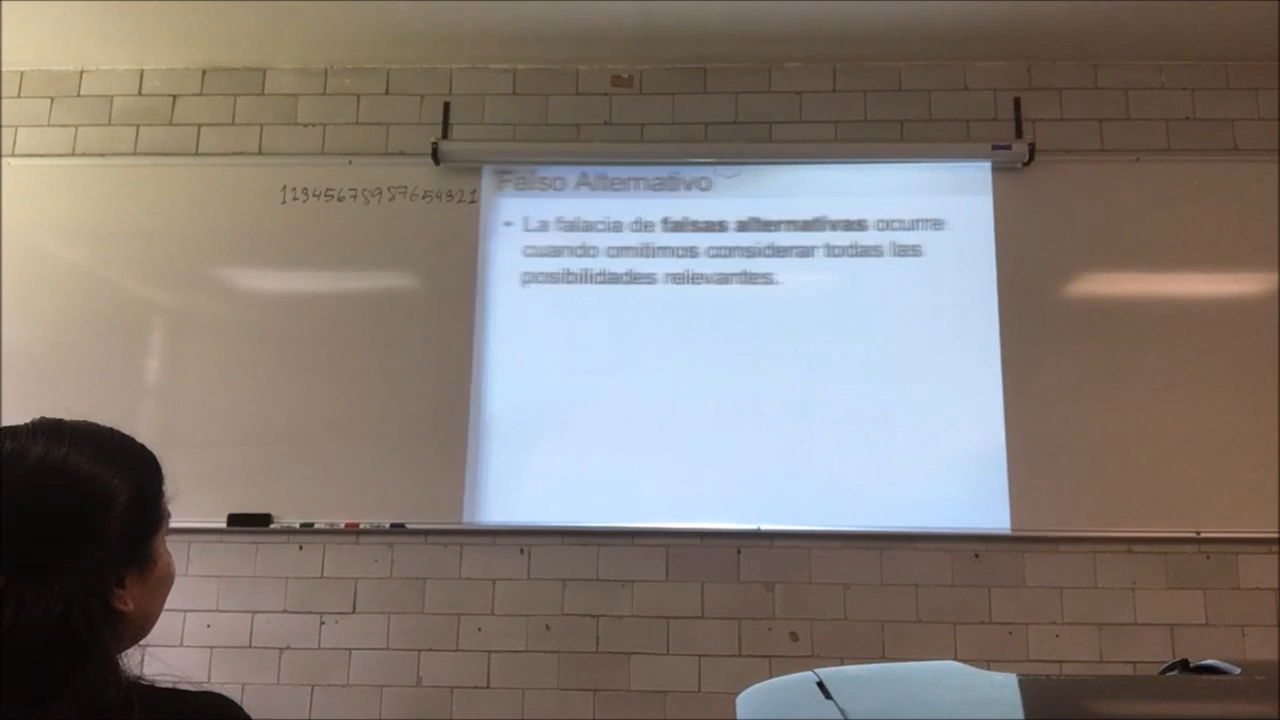 12345678987654321
Falso Alternativo
• La falacia de falsas alternativas ocurre
cuando omitimos considerar todas las
posibilidades relevantes.